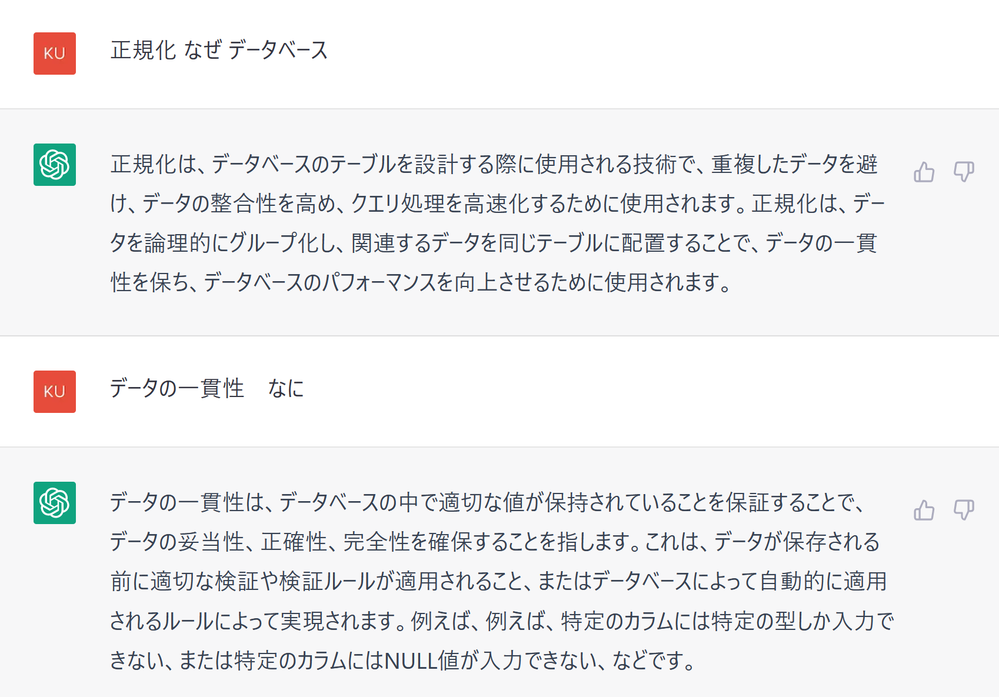 KU
正規化 なぜ データベース
正規化は、データベースのテーブルを設計する際に使用される技術で、重複したデータを避
け、データの整合性を高め、クエリ処理を高速化するために使用されます。正規化は、デー
タを論理的にグループ化し、関連するデータを同じテーブルに配置することで、データの一貫
性を保ち、データベースのパフォーマンスを向上させるために使用されます。
KU
データの一貫性　なに
データの一貫性は、データベースの中で適切な値が保持されていることを保証することで、
データの妥当性、正確性、完全性を確保することを指します。これは、データが保存される
前に適切な検証や検証ルールが適用されること、またはデータベースによって自動的に適用
されるルールによって実現されます。例えば、例えば、特定のカラムには特定の型しか入力で
きない、または特定のカラムにはNULL値が入力できない、などです。